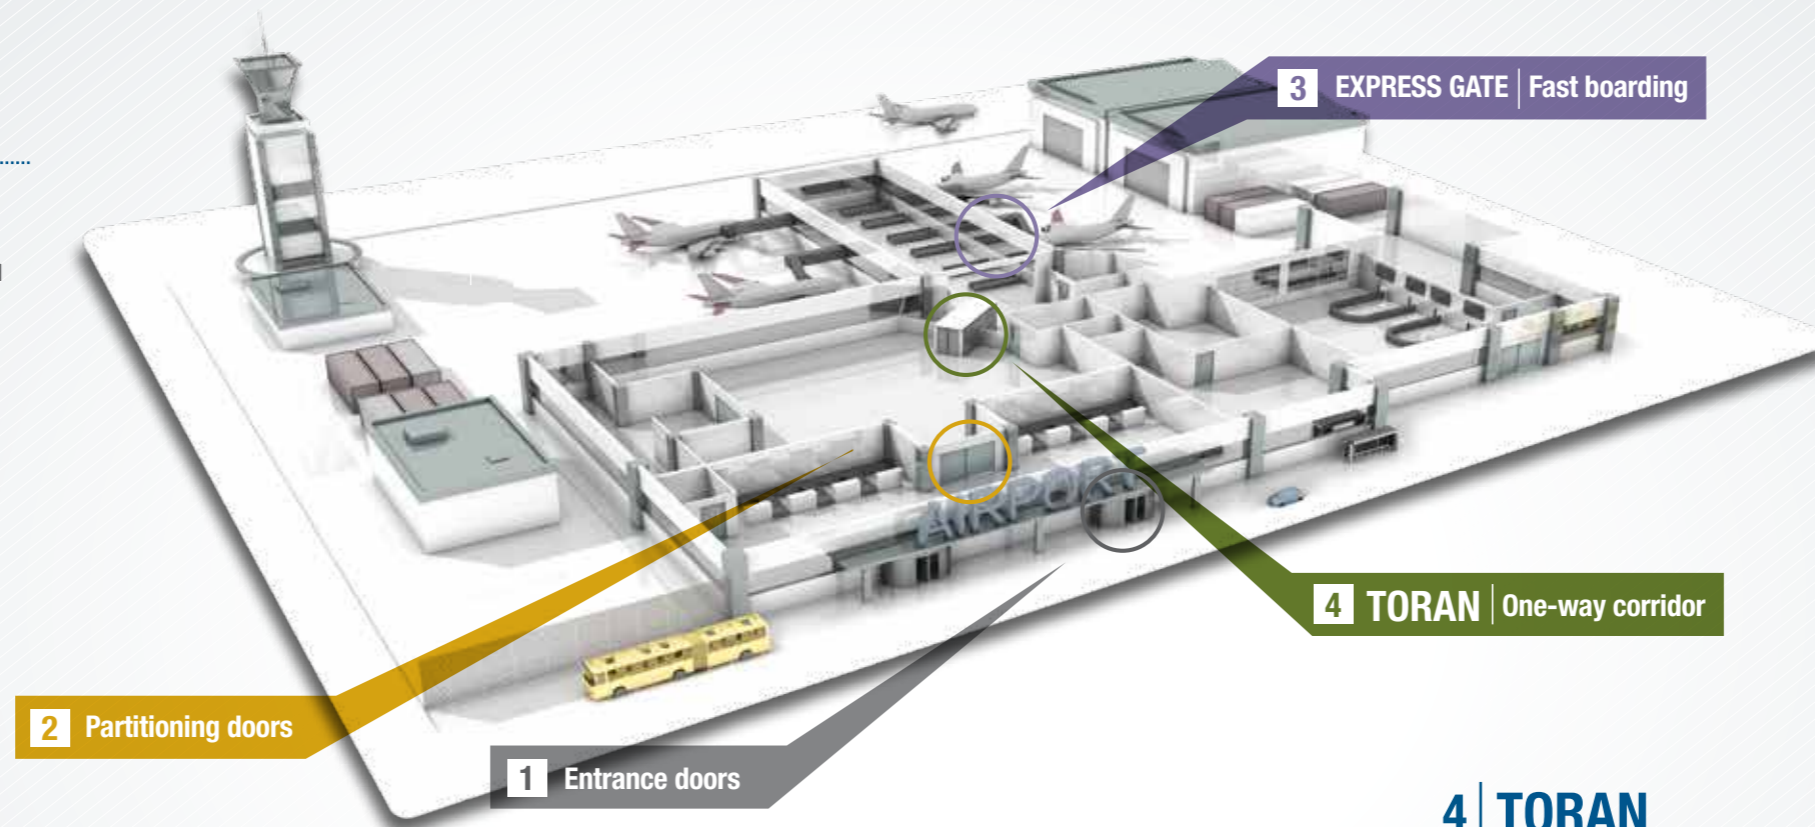 3 EXPRESS GATE | Fast boarding
AIRPORT
4 TORAN | One-way corridor
2 Partitioning doors
1 Entrance doors
4 | TORAN